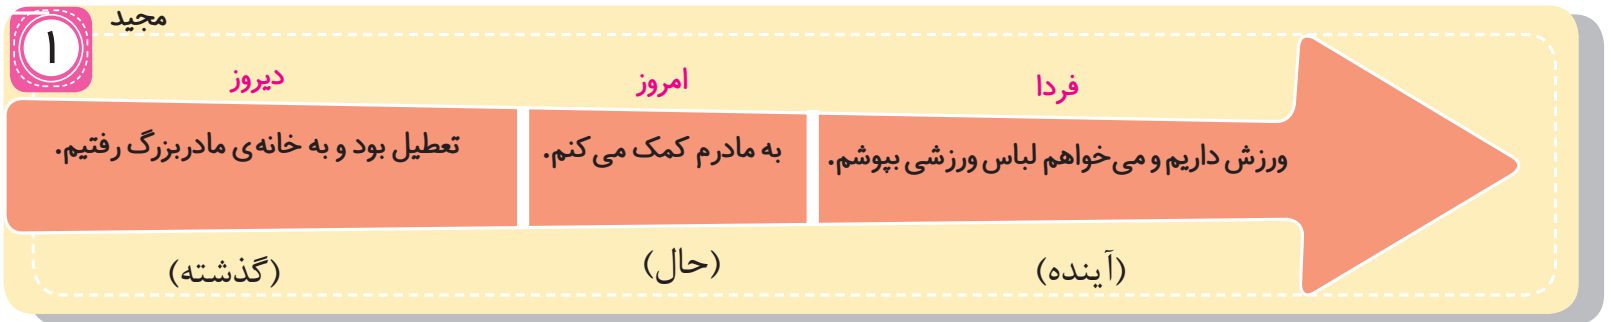 مجید
۱
فردا
امروز
دیروز
ورزش داریم و می‌خواهم لباس ورزشی بپوشم.
به مادرم کمک می‌کنم.
تعطیل بود و به خانه‌ی مادربزرگ رفتیم.
(آینده)
(حال)
(گذشته)